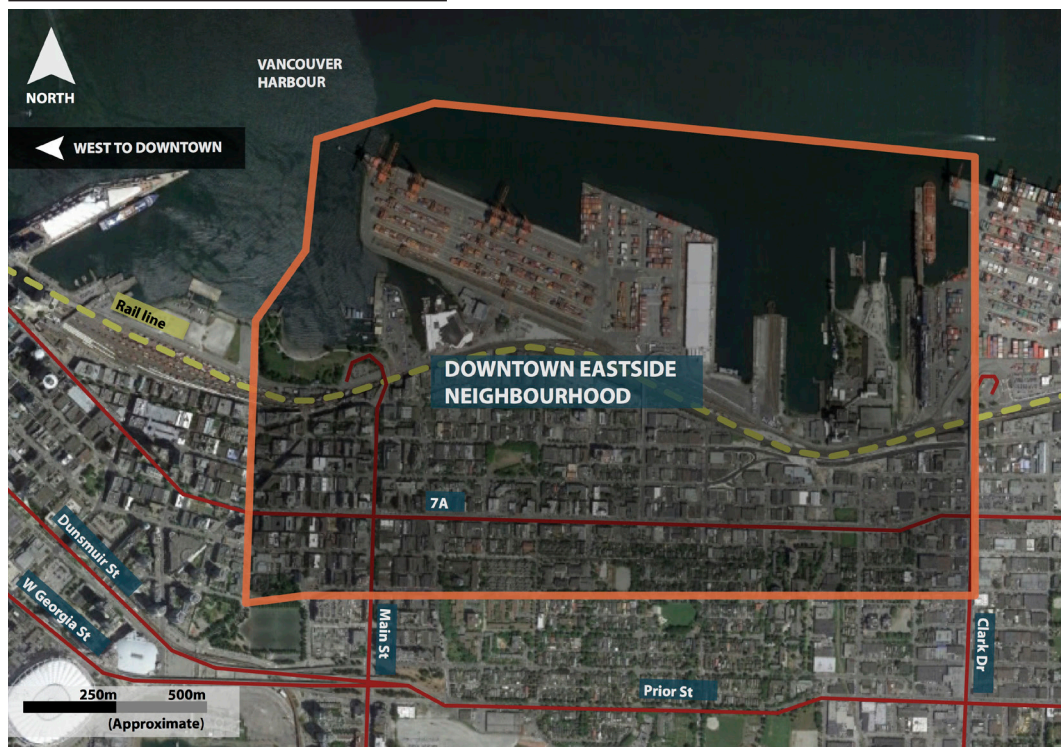 NORTH
VANCOUVER
HARBOUR
WEST TO DOWNTOWN
Rail line
DOWNTOWN EASTSIDE
NEIGHBOURHOOD
7A
Dunsmuir St
W Georgia St
Main St
Clark Dr
Prior St
250m 500m
(Approximate)